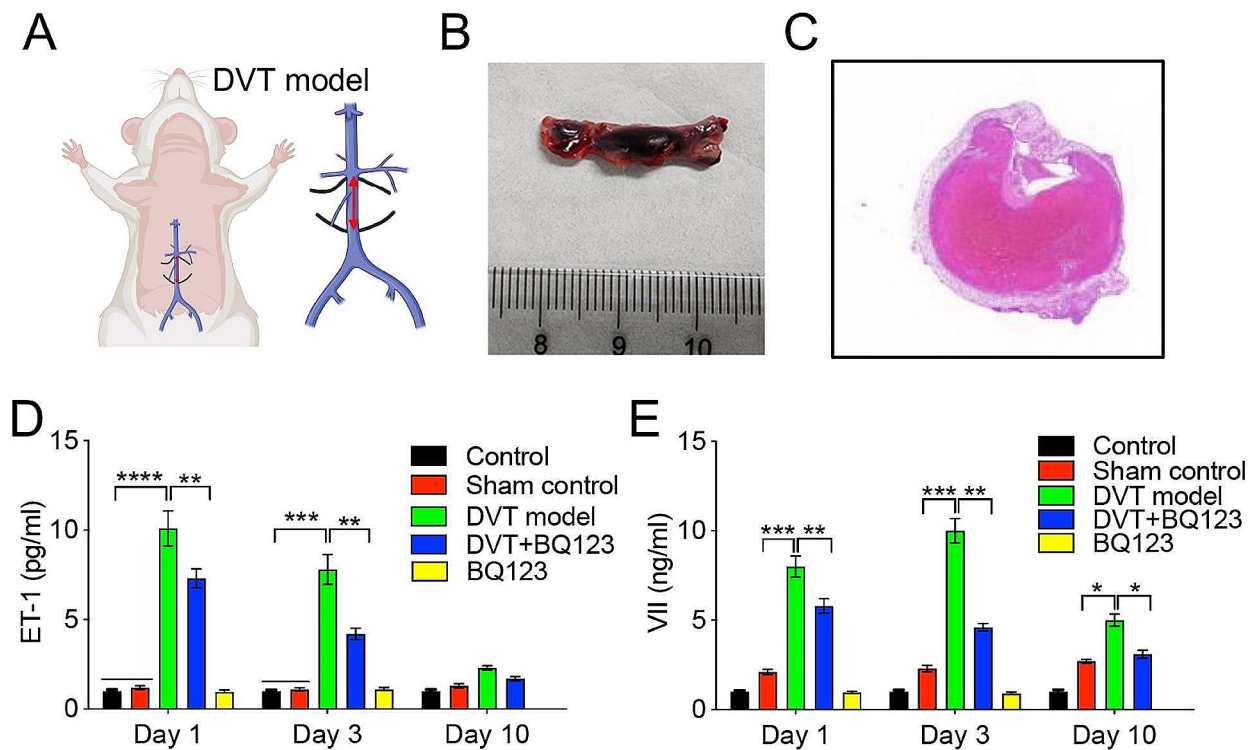 A
DVT model
B
8 9 10
C
D
ET-1 (pg/ml)
15
10
5
0
**** **
*** **
Control
Sham control
DVT model
DVT+BQ123
BQ123
Day 1 Day 3 Day 10
E
VII (ng/ml)
15
10
5
0
*** **
*** **
* *
Control
Sham control
DVT model
DVT+BQ123
BQ123
Day 1 Day 3 Day 10